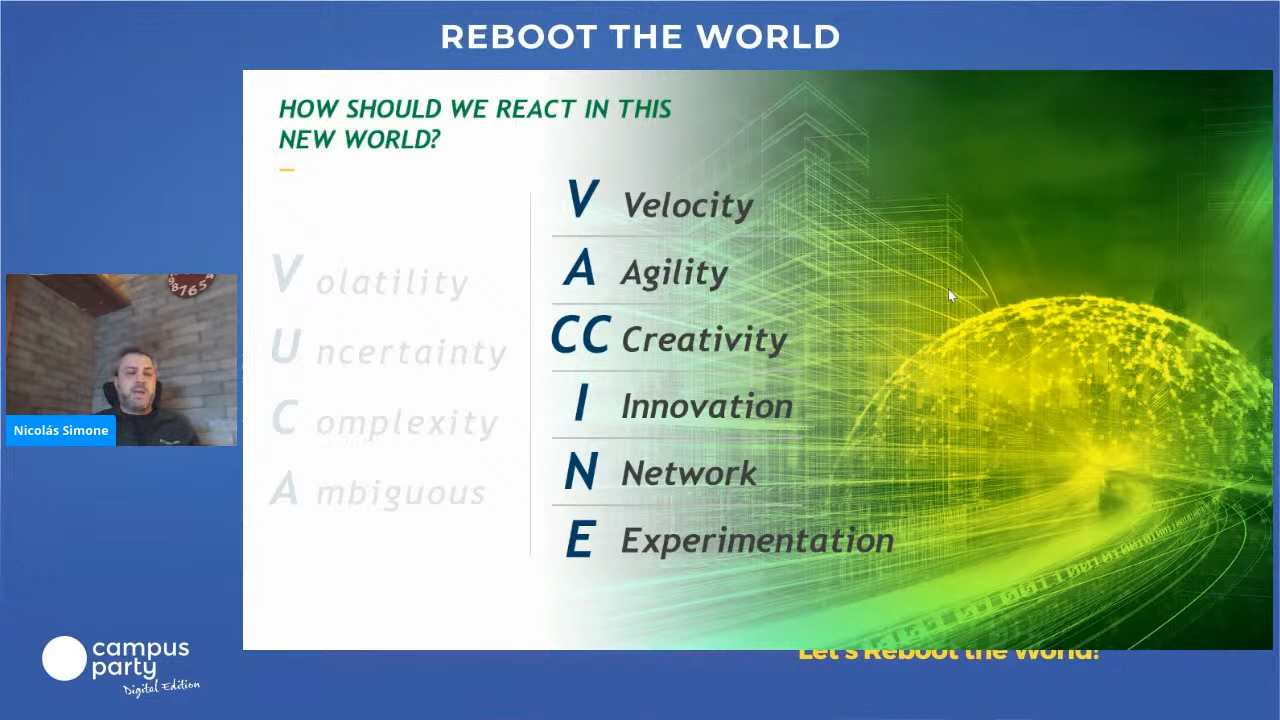 REBOOT THE WORLD
HOW SHOULD WE REACT IN THIS
NEW WORLD?
V olatility
U ncertainty
C omplexity
A mbiguous
V Velocity
A Agility
CC Creativity
I Innovation
N Network
E Experimentation
Nicolás Simone
campus
party
Digital Edition
Let's Reboot the World!